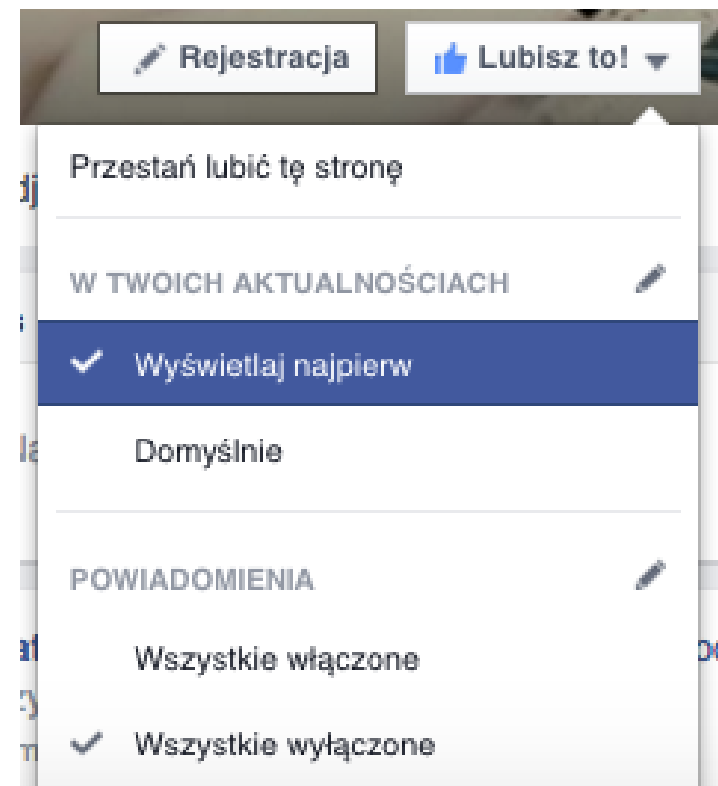 Rejestracja
Lubisz to!
Przestań lubić tę stronę
W TWOICH AKTUALNOŚCIACH
Wyświetlaj najpierw
Domyślnie
POWIADOMIENIA
Wszystkie włączone
Wszystkie wyłączone